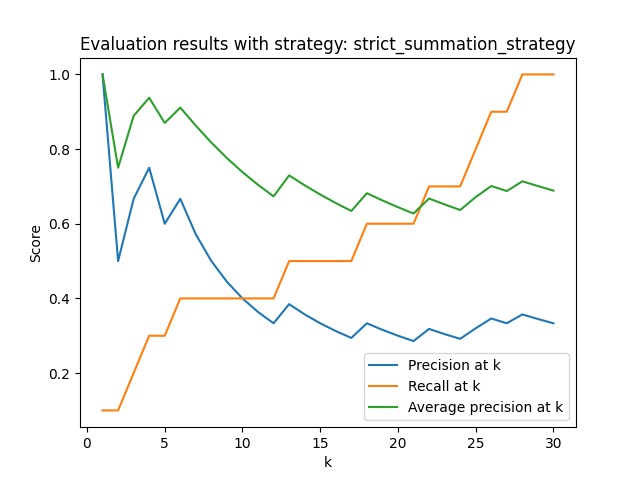 Evaluation results with strategy: strict_summation_strategy
1.0
0.8
0.6
0.4
0.2
Score
0
5
10
15
20
25
30
k
Precision at k
Recall at k
Average precision at k